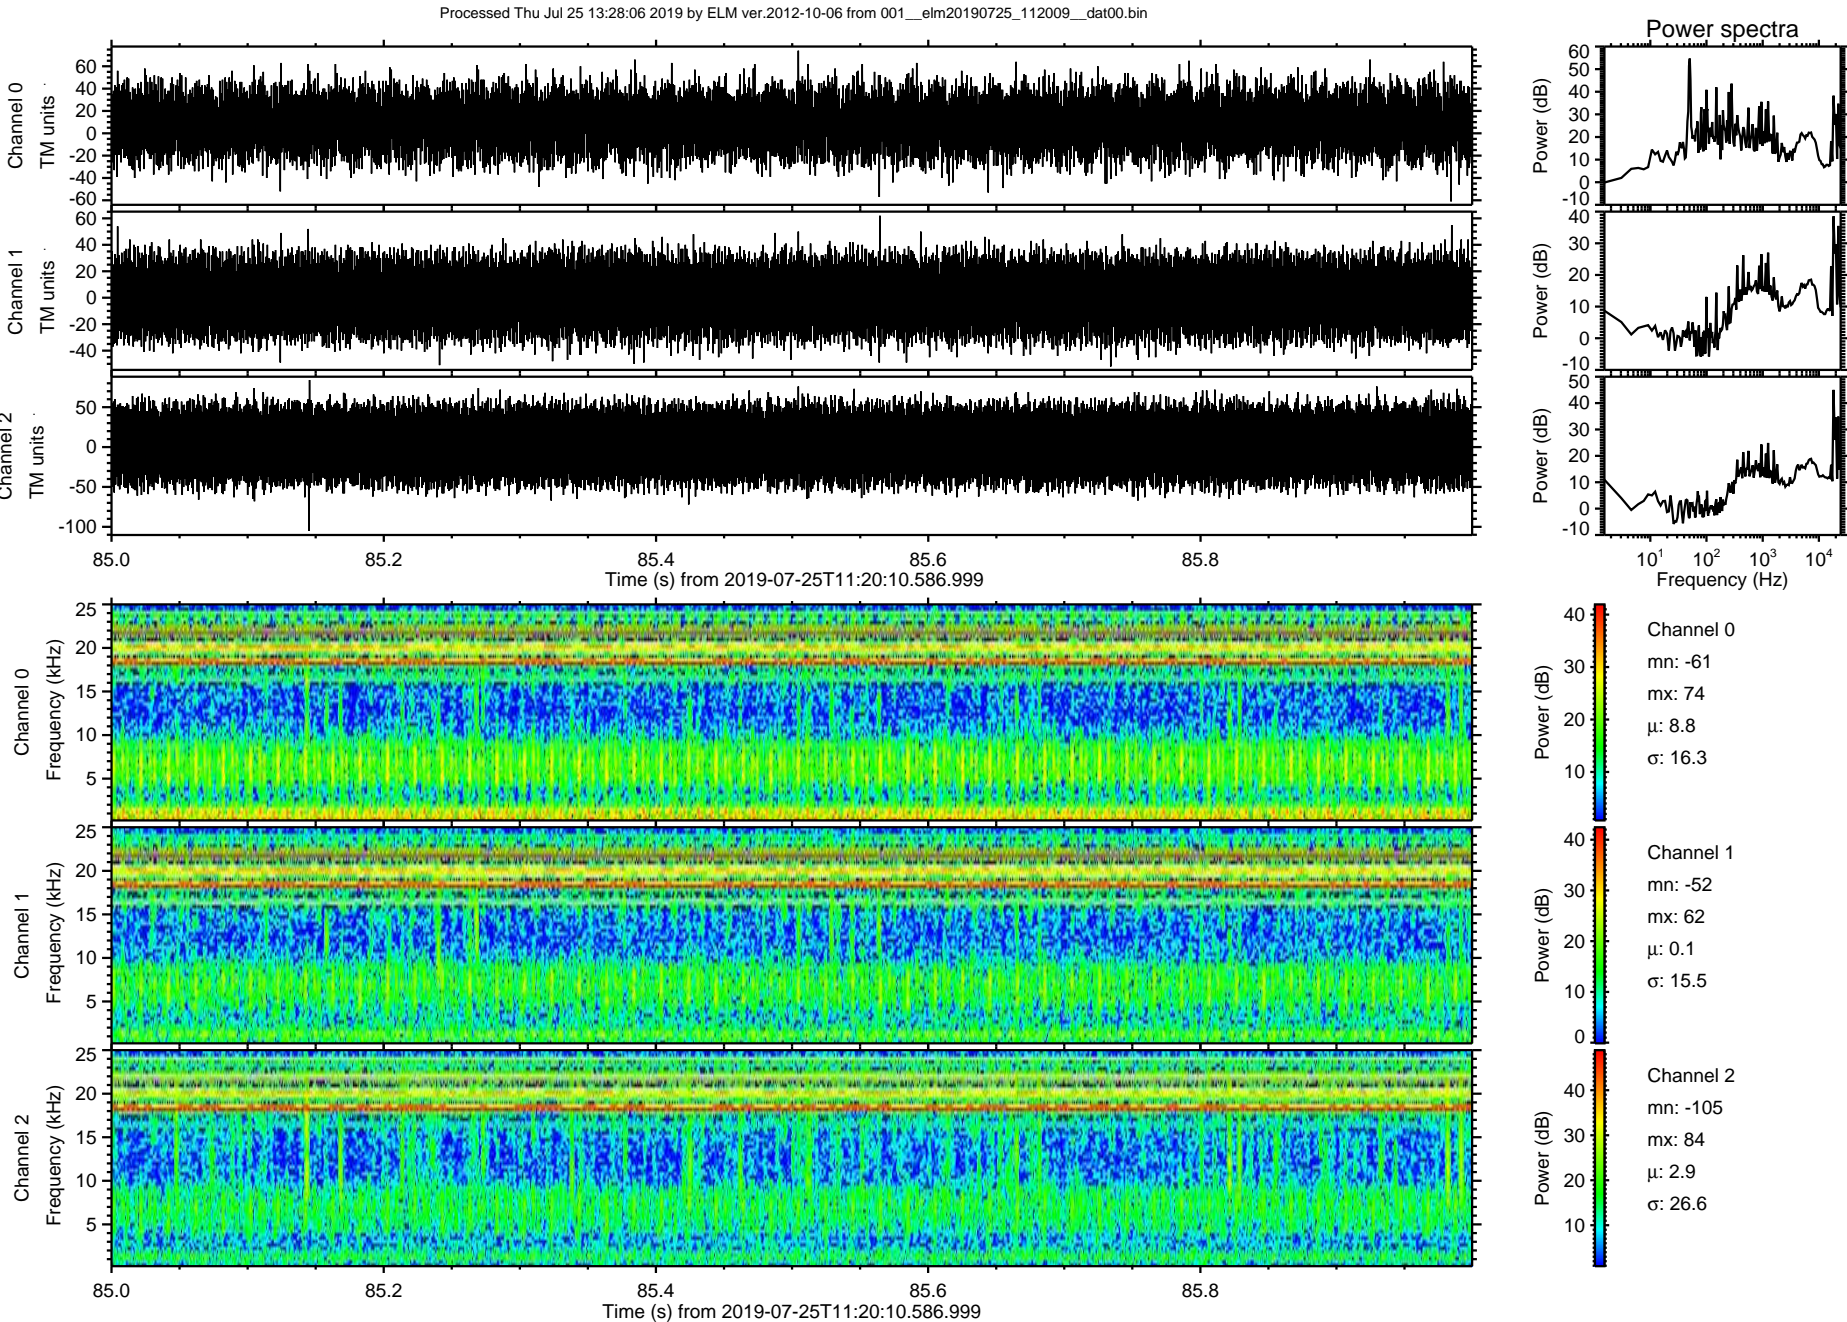 Processed Thu Jul 25 13:28:06 2019 by ELM ver.2012-10-06 from 001__elm20190725_112009__dat00.bin
Power spectra
Channel 0
TM units
60
40
20
0
-20
-40
-60
Power (dB)
60
50
40
30
20
10
0
-10
Channel 1
TM units
60
40
20
0
-20
-40
Power (dB)
40
30
20
10
0
-10
Channel 2
TM units
50
0
-50
-100
Power (dB)
50
40
30
20
10
0
-10
85.0 85.2 85.4 85.6 85.8
Time (s) from 2019-07-25T11:20:10.586.999
10^1 10^2 10^3 10^4
Frequency (Hz)
Channel 0
Frequency (kHz)
25
20
15
10
5
Power (dB)
40
30
20
10
Channel 0
mn: -61
mx: 74
μ: 8.8
σ: 16.3
Channel 1
Frequency (kHz)
25
20
15
10
5
Power (dB)
40
30
20
10
0
Channel 1
mn: -52
mx: 62
μ: 0.1
σ: 15.5
Channel 2
Frequency (kHz)
25
20
15
10
5
Power (dB)
40
30
20
10
Channel 2
mn: -105
mx: 84
μ: 2.9
σ: 26.6
85.0 85.2 85.4 85.6 85.8
Time (s) from 2019-07-25T11:20:10.586.999